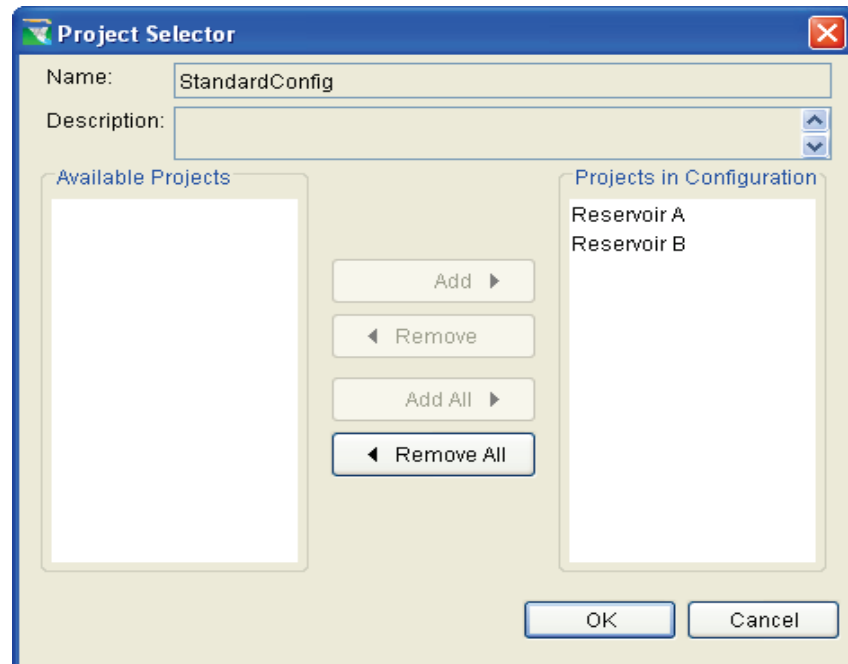 Project Selector
Name: StandardConfig
Description:
Available Projects
Projects in Configuration
Reservoir A
Reservoir B
Add
Remove
Add All
Remove All
OK Cancel